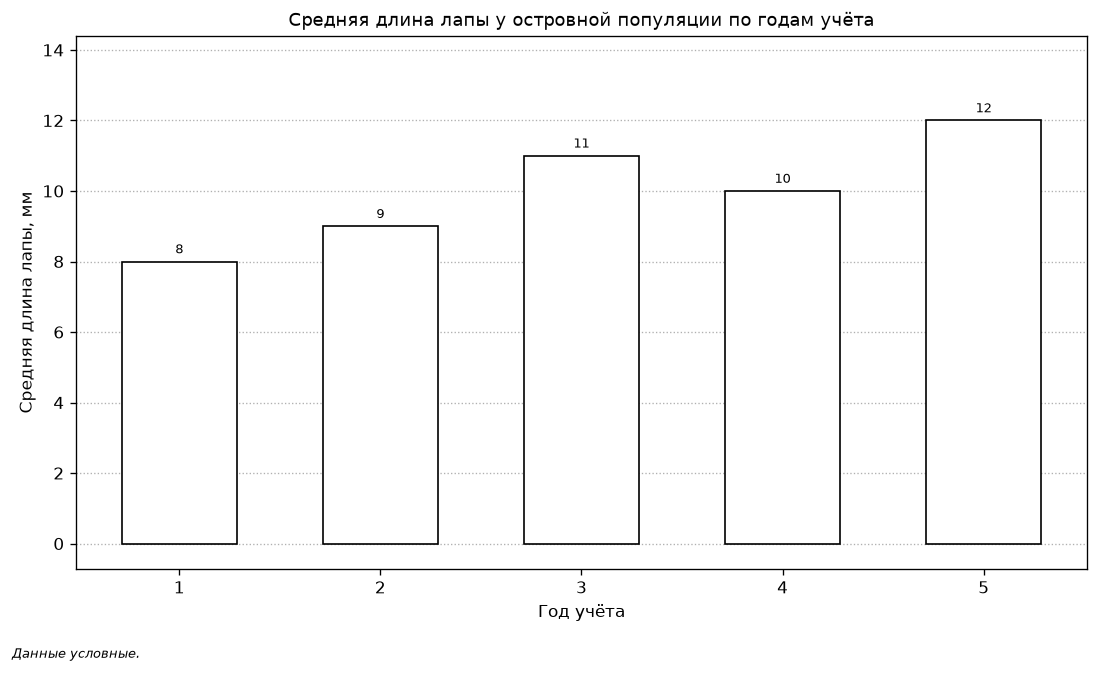 Средняя длина лапы у островной популяции по годам учёта
Средняя длина лапы, мм
14
12
10
8
6
4
2
0
8
9
11
10
12
1 2 3 4 5
Год учёта
Данные условные.